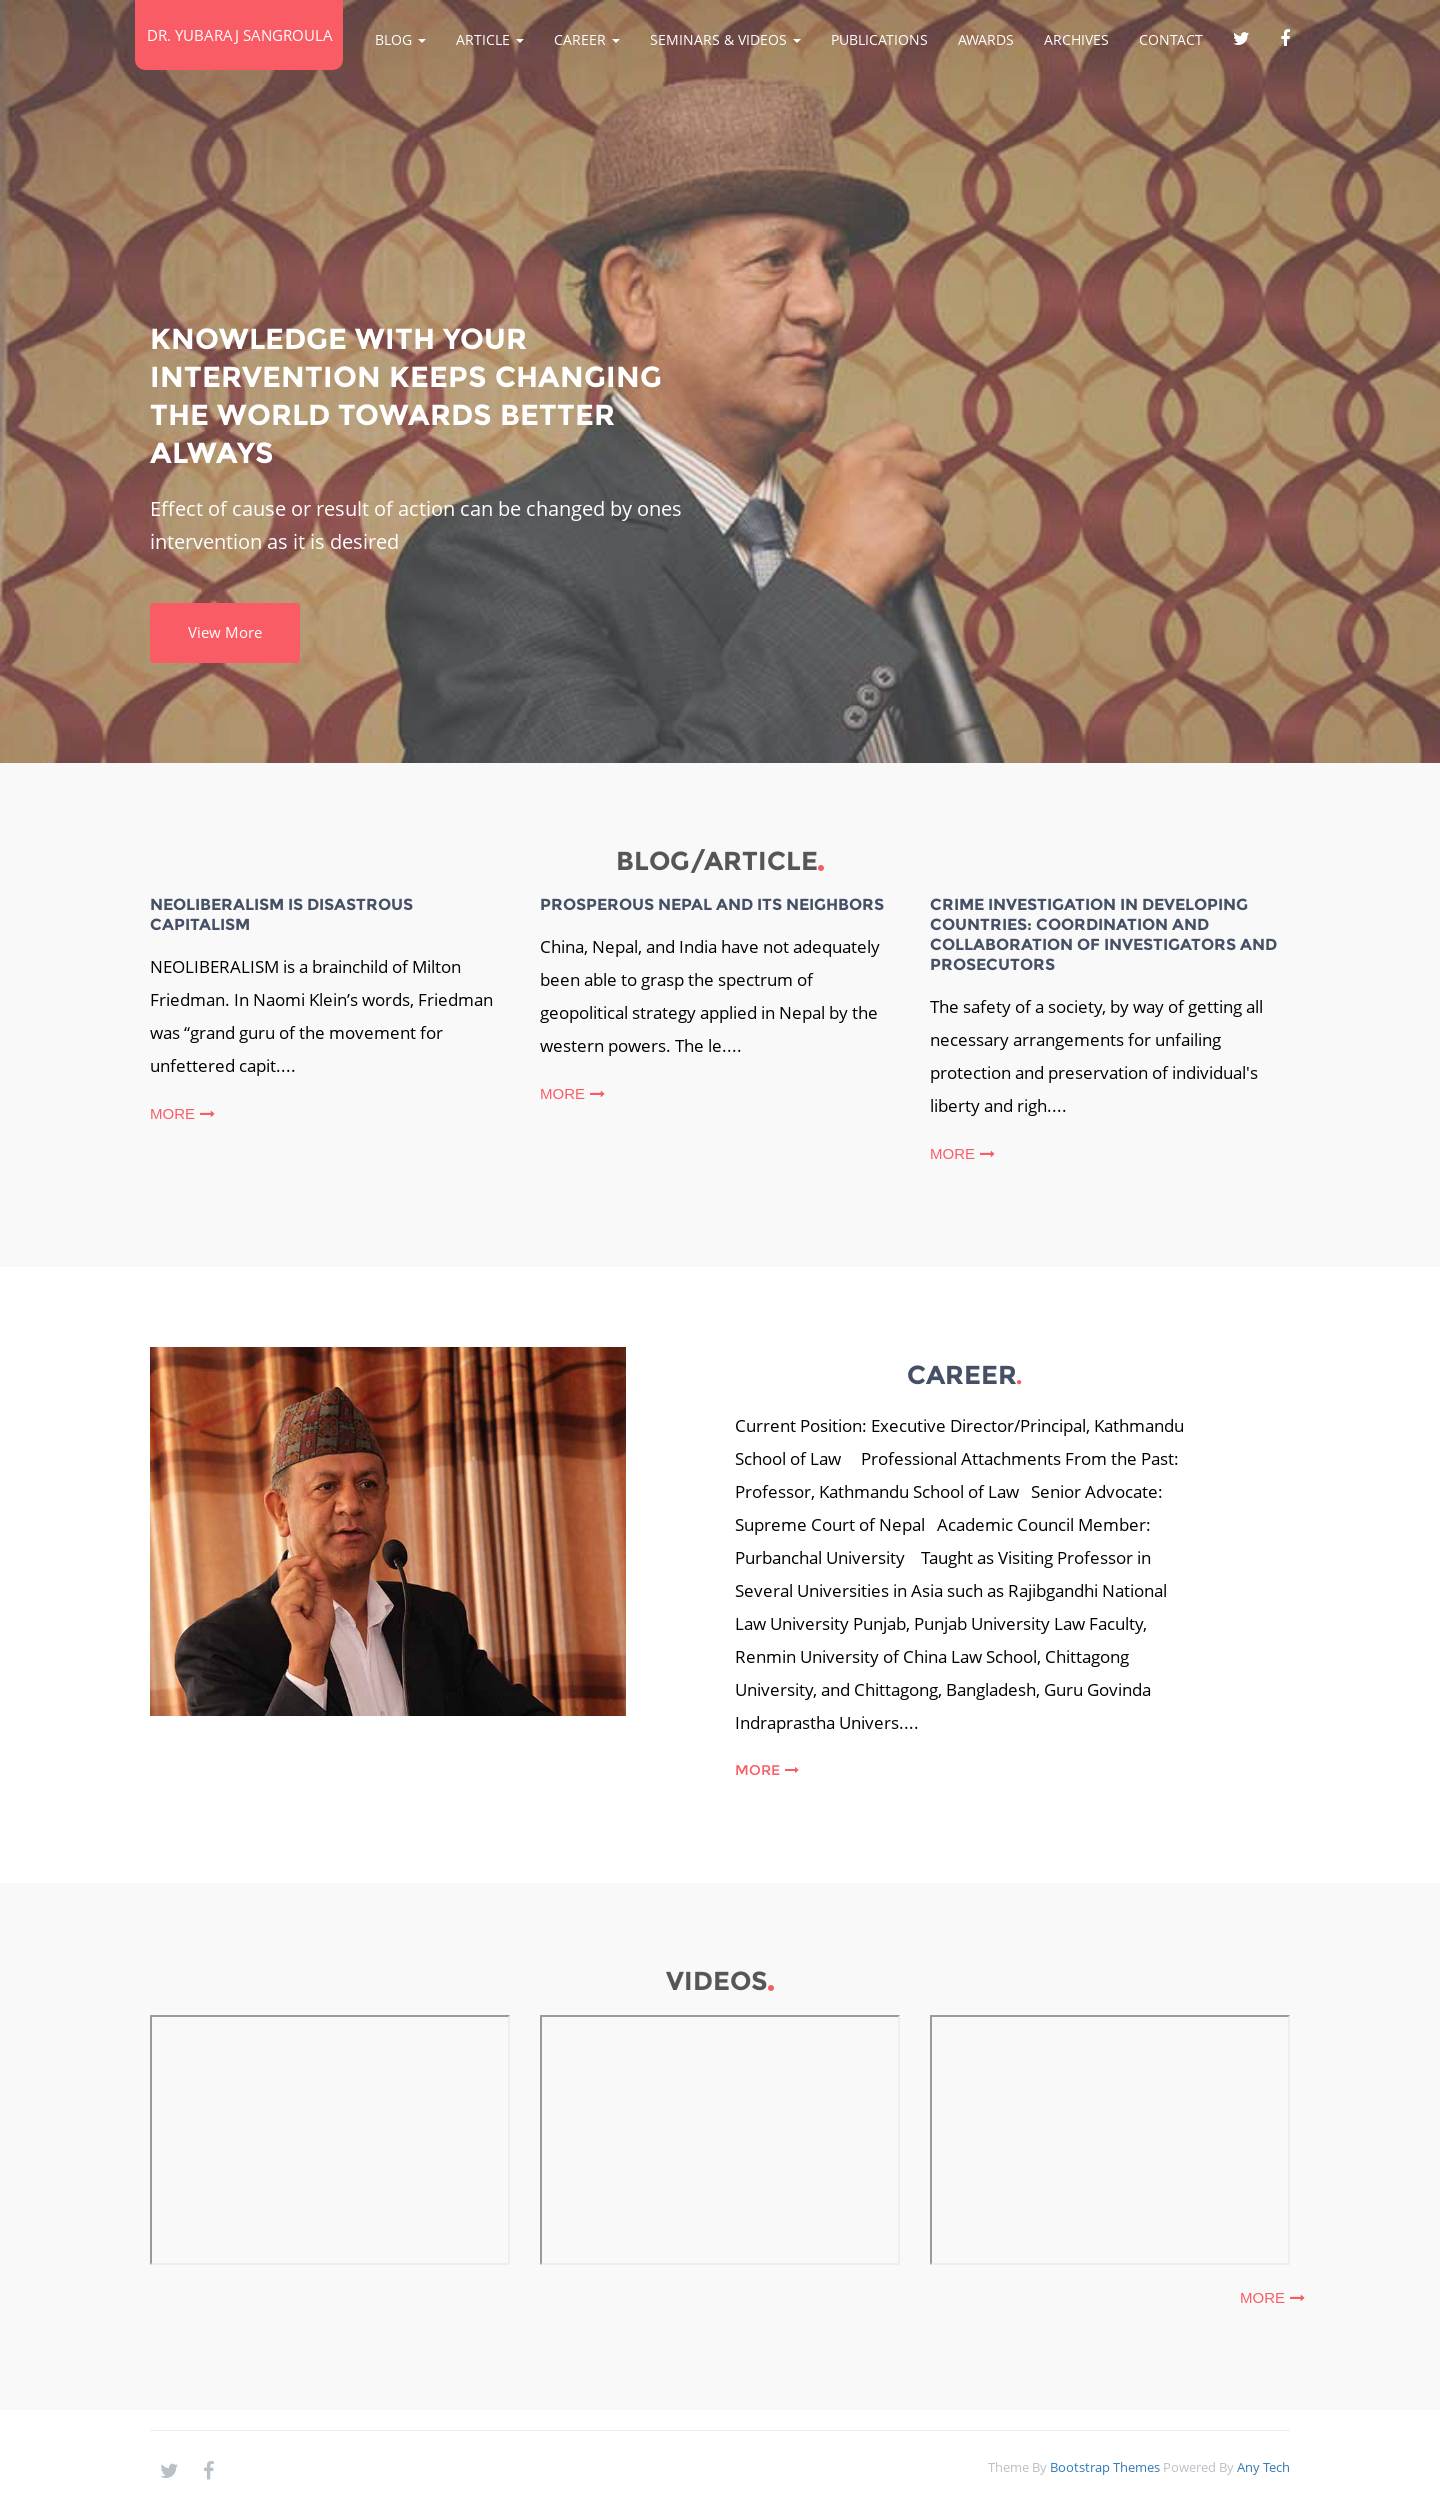 DR. YUBARAJ SANGROULA
BLOG
ARTICLE
CAREER
SEMINARS & VIDEOS
PUBLICATIONS
AWARDS
ARCHIVES
CONTACT
KNOWLEDGE WITH YOUR
INTERVENTION KEEPS CHANGING
THE WORLD TOWARDS BETTER
ALWAYS
Effect of cause or result of action can be changed by ones
intervention as it is desired
View More
BLOG/ARTICLE.
NEOLIBERALISM IS DISASTROUS
CAPITALISM
NEOLIBERALISM is a brainchild of Milton
Friedman. In Naomi Klein’s words, Friedman
was “grand guru of the movement for
unfettered capit....
MORE
PROSPEROUS NEPAL AND ITS NEIGHBORS
China, Nepal, and India have not adequately
been able to grasp the spectrum of
geopolitical strategy applied in Nepal by the
western powers. The le....
MORE
CRIME INVESTIGATION IN DEVELOPING
COUNTRIES: COORDINATION AND
COLLABORATION OF INVESTIGATORS AND
PROSECUTORS
The safety of a society, by way of getting all
necessary arrangements for unfailing
protection and preservation of individual's
liberty and righ....
MORE
CAREER.
Current Position: Executive Director/Principal, Kathmandu
School of Law Professional Attachments From the Past:
Professor, Kathmandu School of Law Senior Advocate:
Supreme Court of Nepal Academic Council Member:
Purbanchal University Taught as Visiting Professor in
Several Universities in Asia such as Rajibgandhi National
Law University Punjab, Punjab University Law Faculty,
Renmin University of China Law School, Chittagong
University, and Chittagong, Bangladesh, Guru Govinda
Indraprastha Univers....
MORE
VIDEOS.
MORE
Theme By Bootstrap Themes Powered By Any Tech